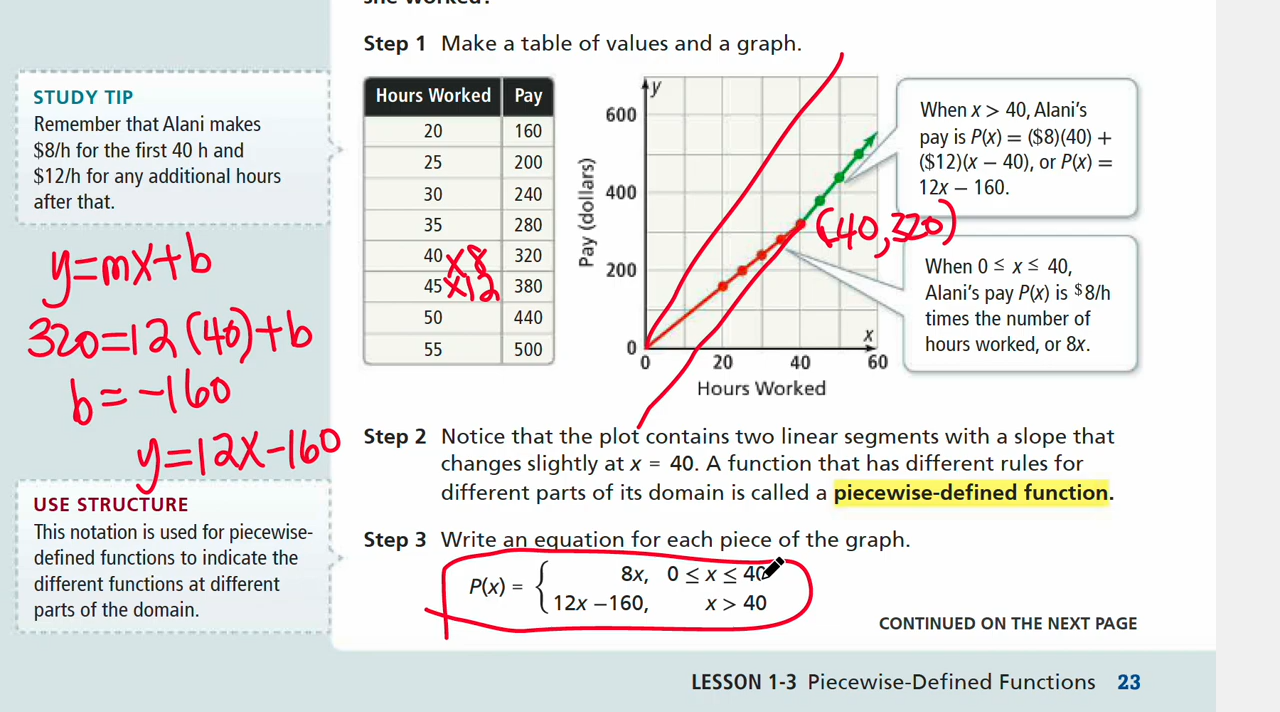 she worked?
Step 1 Make a table of values and a graph.
STUDY TIP
Remember that Alani makes
$8/h for the first 40 h and
$12/h for any additional hours
after that.
y=mx+b
320=12(40)+b
b=-160
y=12x-160
USE STRUCTURE
This notation is used for piecewise-
defined functions to indicate the
different functions at different
parts of the domain.
Hours Worked Pay
20 160
25 200
30 240
35 280
40 x8 320
45 x12 380
50 440
55 500
y
600
400
200
0
Pay (dollars)
x
0 20 40 60
Hours Worked
(40,320)
When x > 40, Alani's
pay is P(x) = ($8)(40) +
($12)(x – 40), or P(x) =
12x – 160.
When 0 ≤ x ≤ 40,
Alani's pay P(x) is $8/h
times the number of
hours worked, or 8x.
Step 2 Notice that the plot contains two linear segments with a slope that
changes slightly at x = 40. A function that has different rules for
different parts of its domain is called a piecewise-defined function.
Step 3 Write an equation for each piece of the graph.
P(x) = { 8x, 0 ≤ x ≤ 40
12x –160, x > 40
CONTINUED ON THE NEXT PAGE
LESSON 1-3 Piecewise-Defined Functions 23